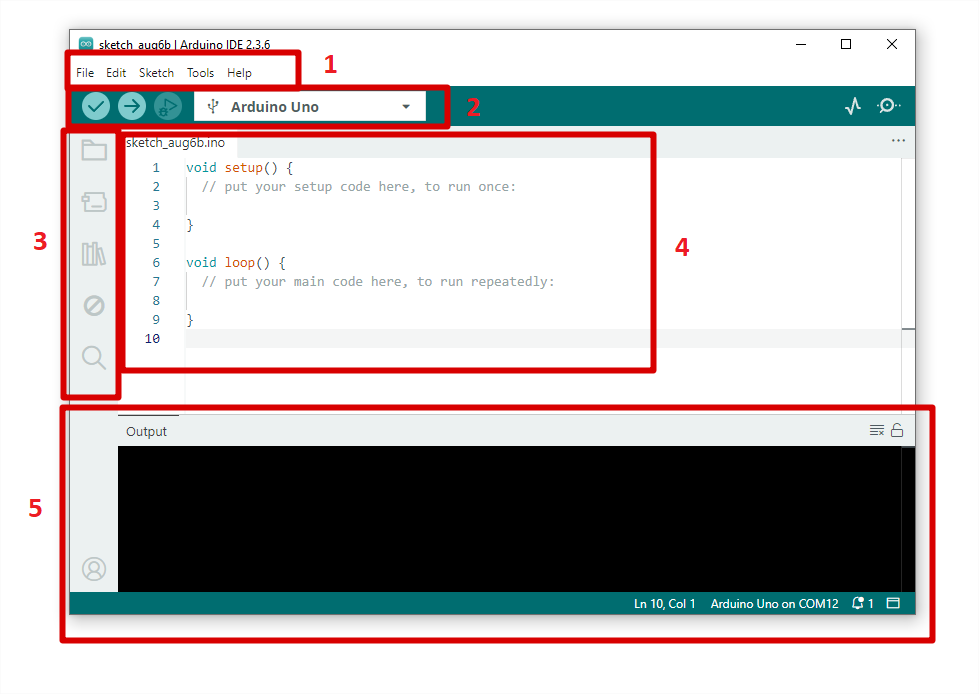 sketch_aug6b | Arduino IDE 2.3.6
File Edit Sketch Tools Help
1
Arduino Uno
2
sketch_aug6b.ino
3
4
1 void setup() {
2 // put your setup code here, to run once:
3
4 }
5
6 void loop() {
7 // put your main code here, to run repeatedly:
8
9 }
10
Output
5
Ln 10, Col 1 Arduino Uno on COM12 1